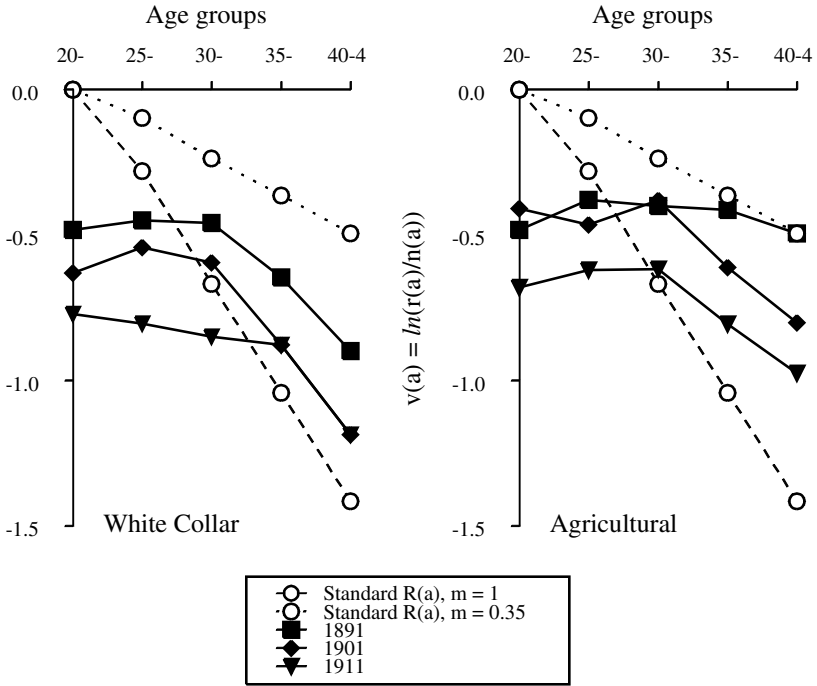 Age groups
20- 25- 30- 35- 40-4
0.0
-0.5
-1.0
-1.5
White Collar
Age groups
20- 25- 30- 35- 40-4
0.0
-0.5
-1.0
-1.5
v(a) = ln(r(a)/n(a))
Agricultural
Standard R(a), m = 1
Standard R(a), m = 0.35
1891
1901
1911